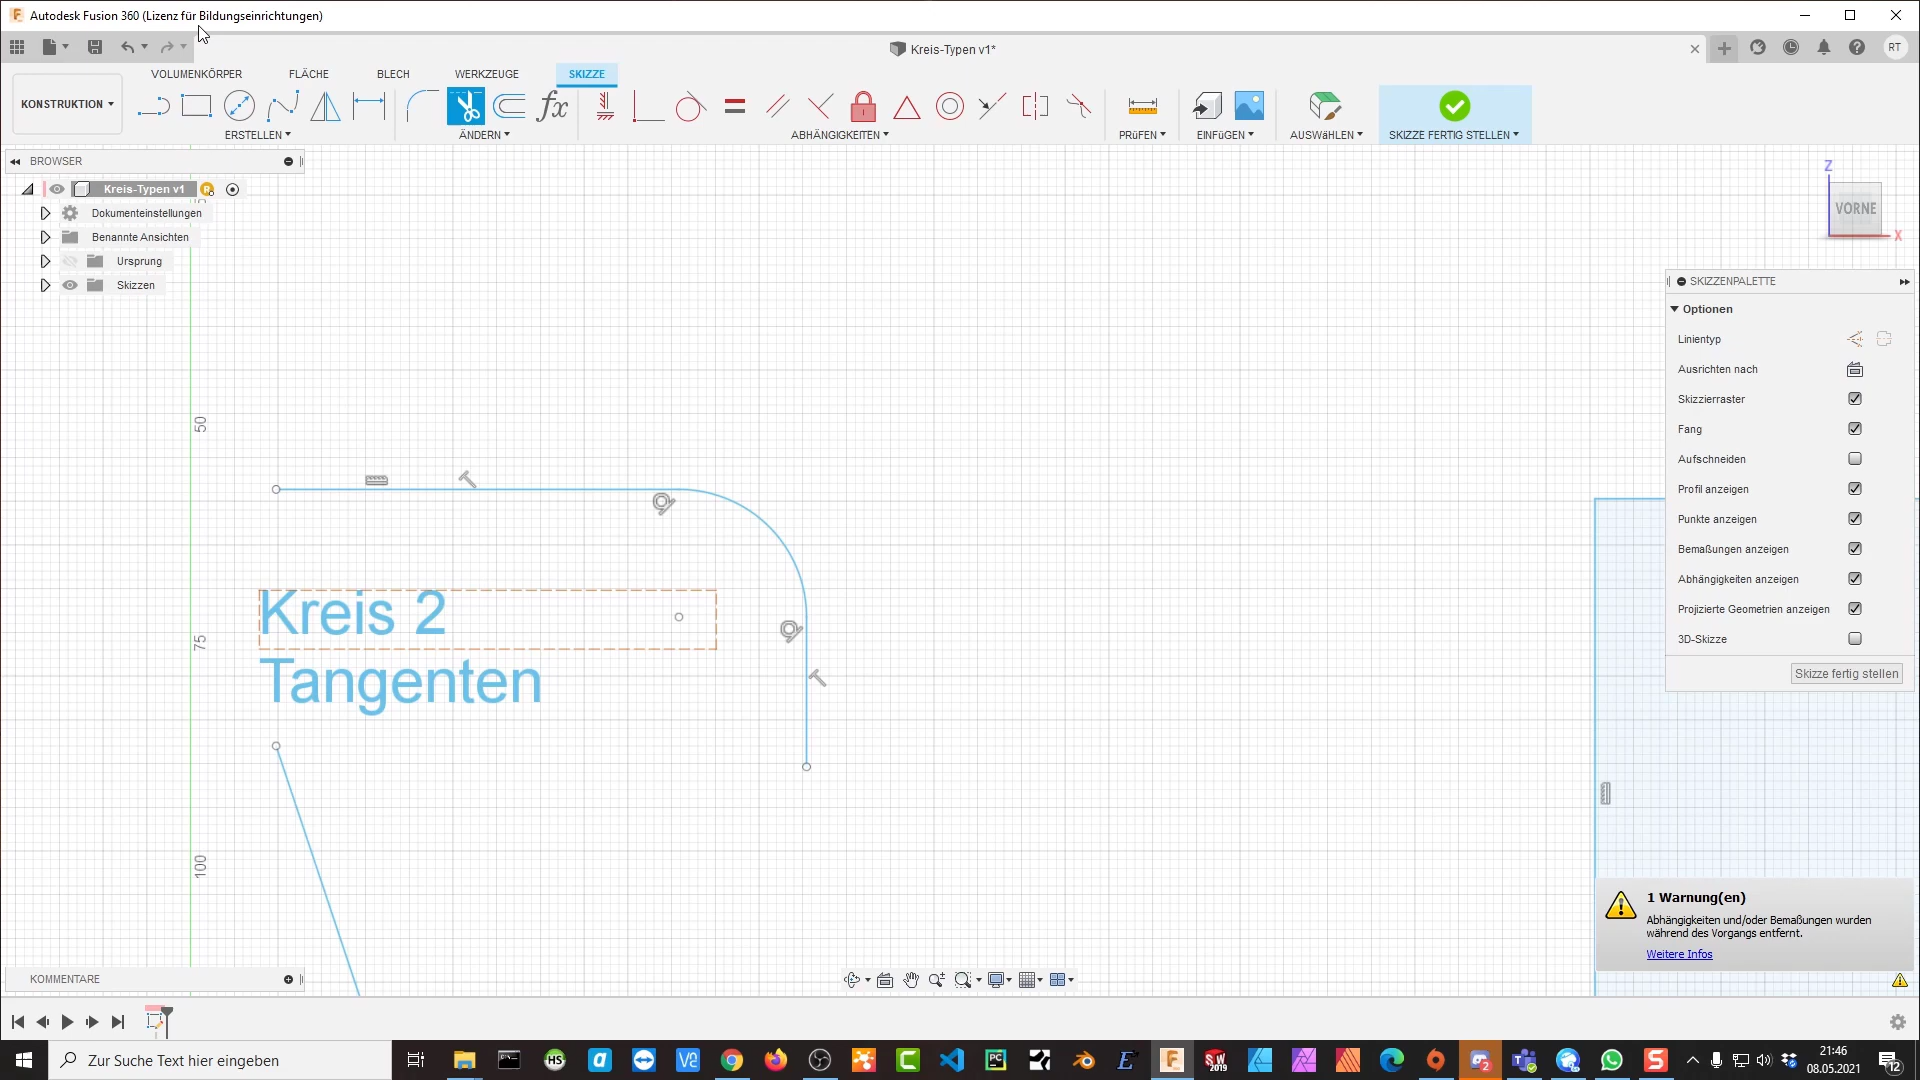 Autodesk Fusion 360 (Lizenz für Bildungseinrichtungen)
Kreis-Typen v1*
RT
VOLUMENKÖRPER
FLÄCHE
BLECH
WERKZEUGE
SKIZZE
KONSTRUKTION
ERSTELLEN
ÄNDERN
ABHÄNGIGKEITEN
PRüFEN
EINFüGEN
AUSWäHLEN
SKIZZE FERTIG STELLEN
fx
BROWSER
Kreis-Typen v1
Dokumenteinstellungen
Benannte Ansichten
Ursprung
Skizzen
Z
VORNE
X
SKIZZENPALETTE
Optionen
Linientyp
Ausrichten nach
Skizzierraster
Fang
Aufschneiden
Profil anzeigen
Punkte anzeigen
Bemaßungen anzeigen
Abhängigkeiten anzeigen
Projizierte Geometrien anzeigen
3D-Skizze
Skizze fertig stellen
50
75
100
Kreis 2
Tangenten
1 Warnung(en)
Abhängigkeiten und/oder Bemaßungen wurden
während des Vorgangs entfernt.
Weitere Infos
KOMMENTARE
Zur Suche Text hier eingeben
21:46
08.05.2021
12